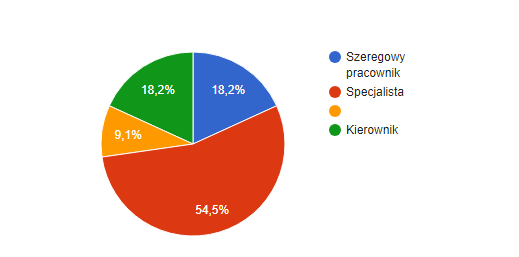 18,2%
18,2%
9,1%
54,5%
Szeregowy
pracownik
Specjalista
Kierownik